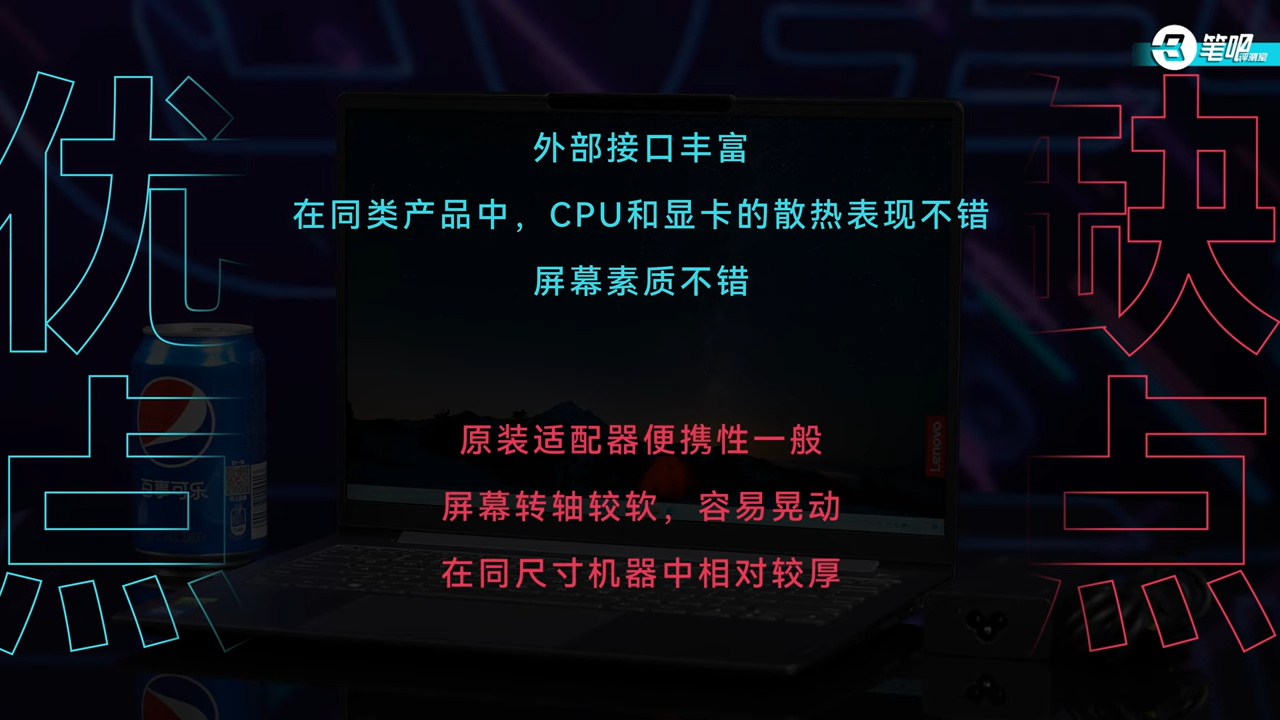 笔吧评测室
优点
外部接口丰富
在同类产品中，CPU和显卡的散热表现不错
屏幕素质不错
缺点
原装适配器便携性一般
屏幕转轴较软，容易晃动
在同尺寸机器中相对较厚
Lenovo
百事可乐